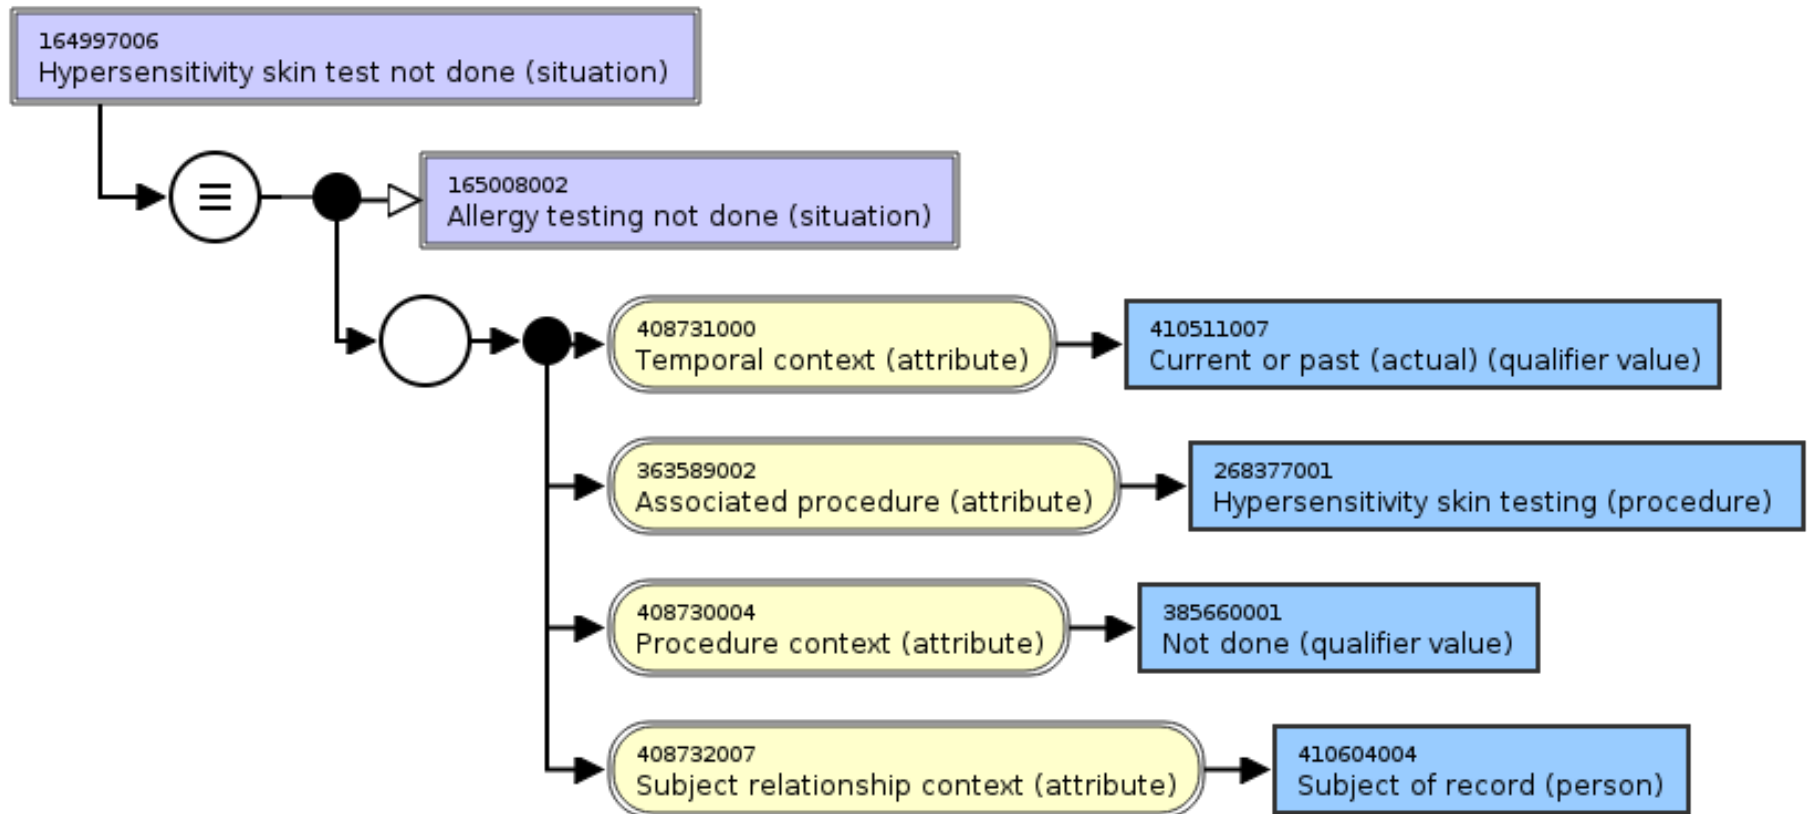 164997006
Hypersensitivity skin test not done (situation)
165008002
Allergy testing not done (situation)
408731000
Temporal context (attribute)
410511007
Current or past (actual) (qualifier value)
363589002
Associated procedure (attribute)
268377001
Hypersensitivity skin testing (procedure)
408730004
Procedure context (attribute)
385660001
Not done (qualifier value)
408732007
Subject relationship context (attribute)
410604004
Subject of record (person)